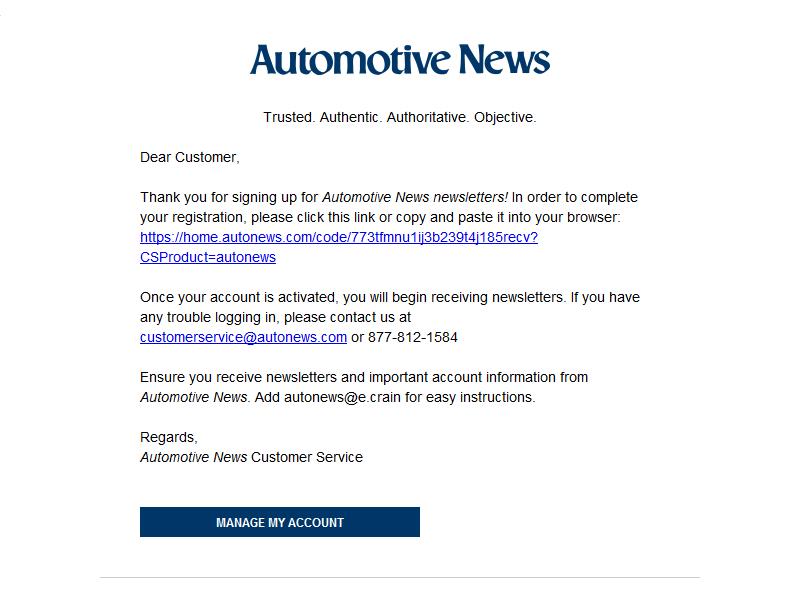 Automotive News
Trusted. Authentic. Authoritative. Objective.
Dear Customer,
Thank you for signing up for Automotive News newsletters! In order to complete
your registration, please click this link or copy and paste it into your browser:
https://home.autonews.com/code/773tfmnu1ij3b239t4j185recv?
CSProduct=autonews
Once your account is activated, you will begin receiving newsletters. If you have
any trouble logging in, please contact us at
customerservice@autonews.com or 877-812-1584
Ensure you receive newsletters and important account information from
Automotive News. Add autonews@e.crain for easy instructions.
Regards,
Automotive News Customer Service
MANAGE MY ACCOUNT